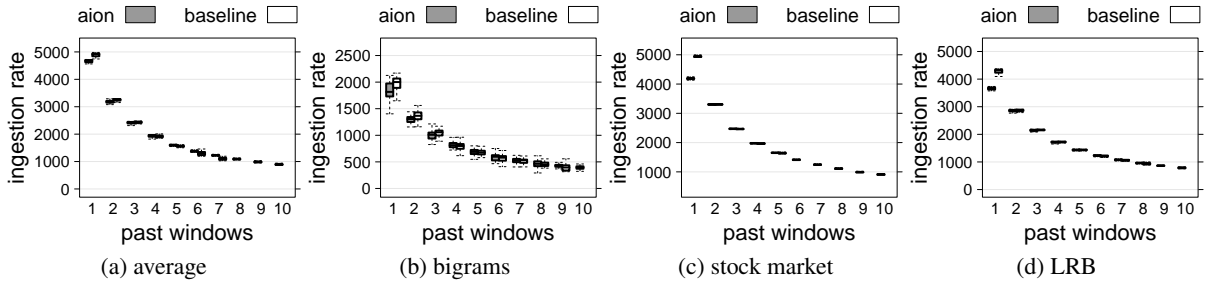 aion baseline
ingestion rate
5000
4000
3000
2000
1000
0
1 2 3 4 5 6 7 8 9 10
past windows
(a) average
aion baseline
ingestion rate
2500
2000
1500
1000
500
0
1 2 3 4 5 6 7 8 9 10
past windows
(b) bigrams
aion baseline
ingestion rate
5000
4000
3000
2000
1000
1 2 3 4 5 6 7 8 9 10
past windows
(c) stock market
aion baseline
ingestion rate
5000
4000
3000
2000
1000
0
1 2 3 4 5 6 7 8 9 10
past windows
(d) LRB